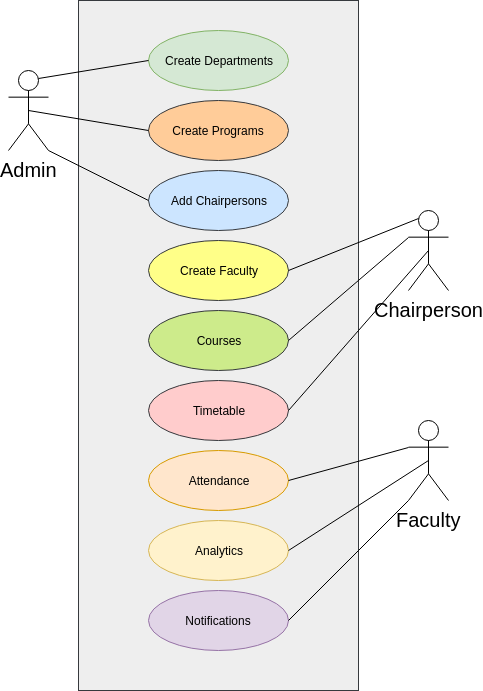 Create Departments
Create Programs
Admin
Add Chairpersons
Create Faculty
Chairperson
Courses
Timetable
Attendance
Faculty
Analytics
Notifications